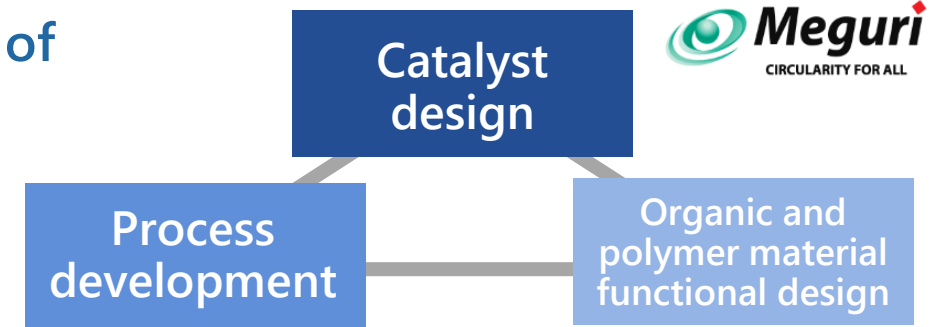 of
Catalyst
design
Meguri
CIRCULARITY FOR ALL
Process
development
Organic and
polymer material
functional design